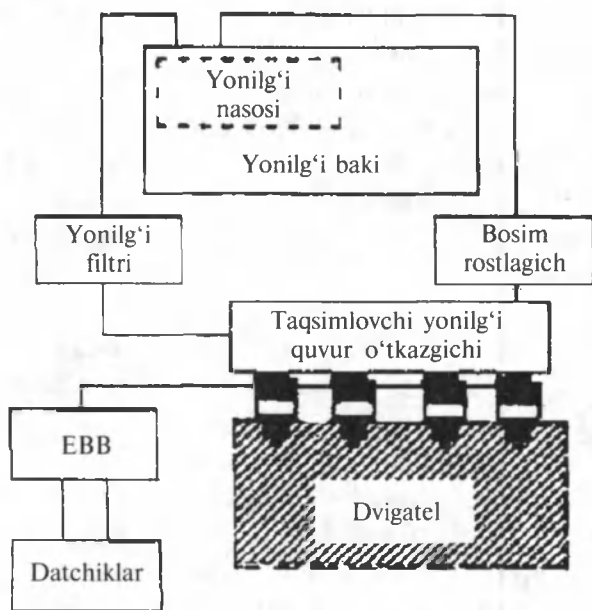 Yonilg‘i
nasosi
Yonilg‘i baki
Yonilg‘i
filtri
Bosim
rostlagich
Taqsimlovchi yonilg‘i
quvur o‘tkazgichi
EBB
Dvigatel
Datchiklar